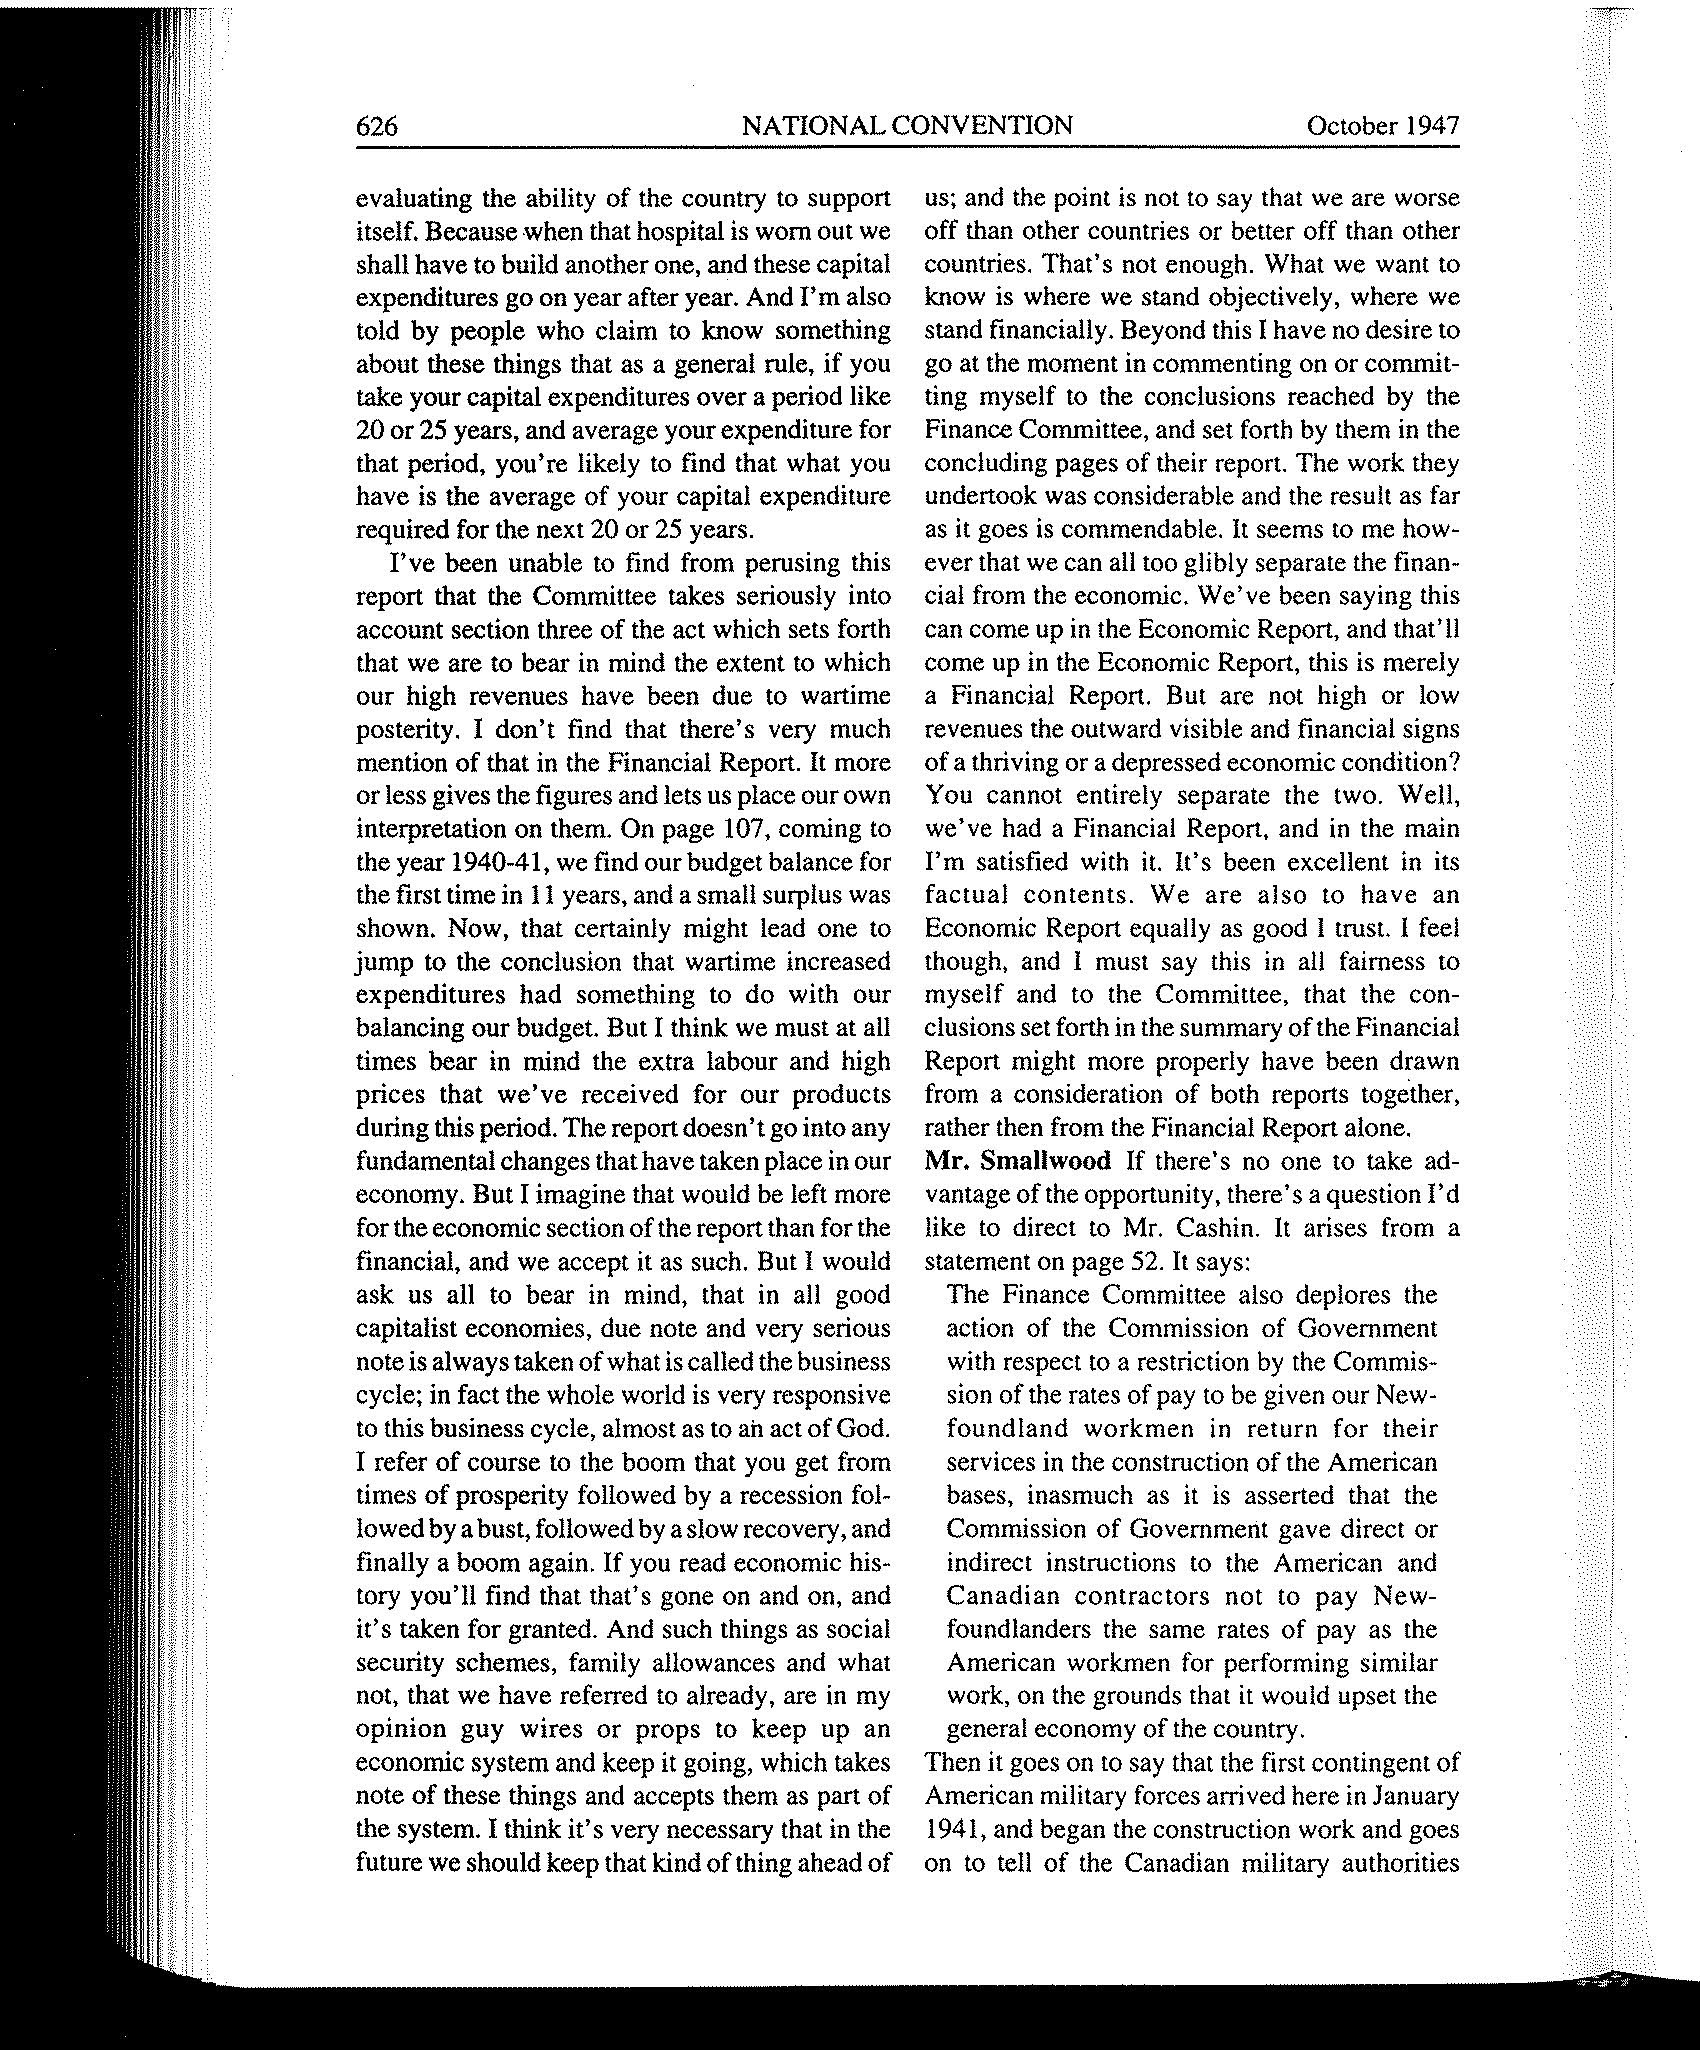 626 NATIONAL CONVENTION October 1947
evaluating the ability of the country to support
itself. Because when that hospital is worn out we
shall have to build another one, and these capital
expenditures go on year after year. And I'm also
told by people who claim to know something
about these things that as a general rule, if you
take your capital expenditures over a period like
20 or 25 years, and average your expenditure for
that period, you're likely to find that what you
have is the average of your capital expenditure
required for the next 20 or 25 years.
I've been unable to find from perusing this
report that the Committee takes seriously into
account section three of the act which sets forth
that we are to bear in mind the extent to which
our high revenues have been due to wartime
posterity. I don't find that there's very much
mention of that in the Financial Report. It more
or less gives the figures and lets us place our own
interpretation on them. On page 107, coming to
the year 1940-41, we find our budget balance for
the first time in 11 years, and a small surplus was
shown. Now, that certainly might lead one to
jump to the conclusion that wartime increased
expenditures had something to do with our
balancing our budget. But I think we must at all
times bear in mind the extra labour and high
prices that we've received for our products
during this period. The report doesn't go into any
fundamental changes that have taken place in our
economy. But I imagine that would be left more
for the economic section of the report than for the
financial, and we accept it as such. But I would
ask us all to bear in mind, that in all good
capitalist economies, due note and very serious
note is always taken of what is called the business
cycle; in fact the whole world is very responsive
to this business cycle, almost as to an act of God.
I refer of course to the boom that you get from
times of prosperity followed by a recession fol-
lowed by a bust, followed by a slow recovery, and
finally a boom again. If you read economic his-
tory you'll find that that's gone on and on, and
it's taken for granted. And such things as social
security schemes, family allowances and what
not, that we have referred to already, are in my
opinion guy wires or props to keep up an
economic system and keep it going, which takes
note of these things and accepts them as part of
the system. I think it's very necessary that in the
future we should keep that kind of thing ahead of
us; and the point is not to say that we are worse
off than other countries or better off than other
countries. That's not enough. What we want to
know is where we stand objectively, where we
stand financially. Beyond this I have no desire to
go at the moment in commenting on or commit-
ting myself to the conclusions reached by the
Finance Committee, and set forth by them in the
concluding pages of their report. The work they
undertook was considerable and the result as far
as it goes is commendable. It seems to me how-
ever that we can all too glibly separate the finan-
cial from the economic. We've been saying this
can come up in the Economic Report, and that'll
come up in the Economic Report, this is merely
a Financial Report. But are not high or low
revenues the outward visible and financial signs
of a thriving or a depressed economic condition?
You cannot entirely separate the two. Well,
we've had a Financial Report, and in the main
I'm satisfied with it. It's been excellent in its
factual contents. We are also to have an
Economic Report equally as good I trust. I feel
though, and I must say this in all fairness to
myself and to the Committee, that the con-
clusions set forth in the summary of the Financial
Report might more properly have been drawn
from a consideration of both reports together,
rather then from the Financial Report alone.
Mr. Smallwood If there's no one to take ad-
vantage of the opportunity, there's a question I'd
like to direct to Mr. Cashin. It arises from a
statement on page 52. It says:
The Finance Committee also deplores the
action of the Commission of Government
with respect to a restriction by the Commis-
sion of the rates of pay to be given our New-
foundland workmen in return for their
services in the construction of the American
bases, inasmuch as it is asserted that the
Commission of Government gave direct or
indirect instructions to the American and
Canadian contractors not to pay New-
foundlanders the same rates of pay as the
American workmen for performing similar
work, on the grounds that it would upset the
general economy of the country.
Then it goes on to say that the first contingent of
American military forces arrived here in January
1941, and began the construction work and goes
on to tell of the Canadian military authorities